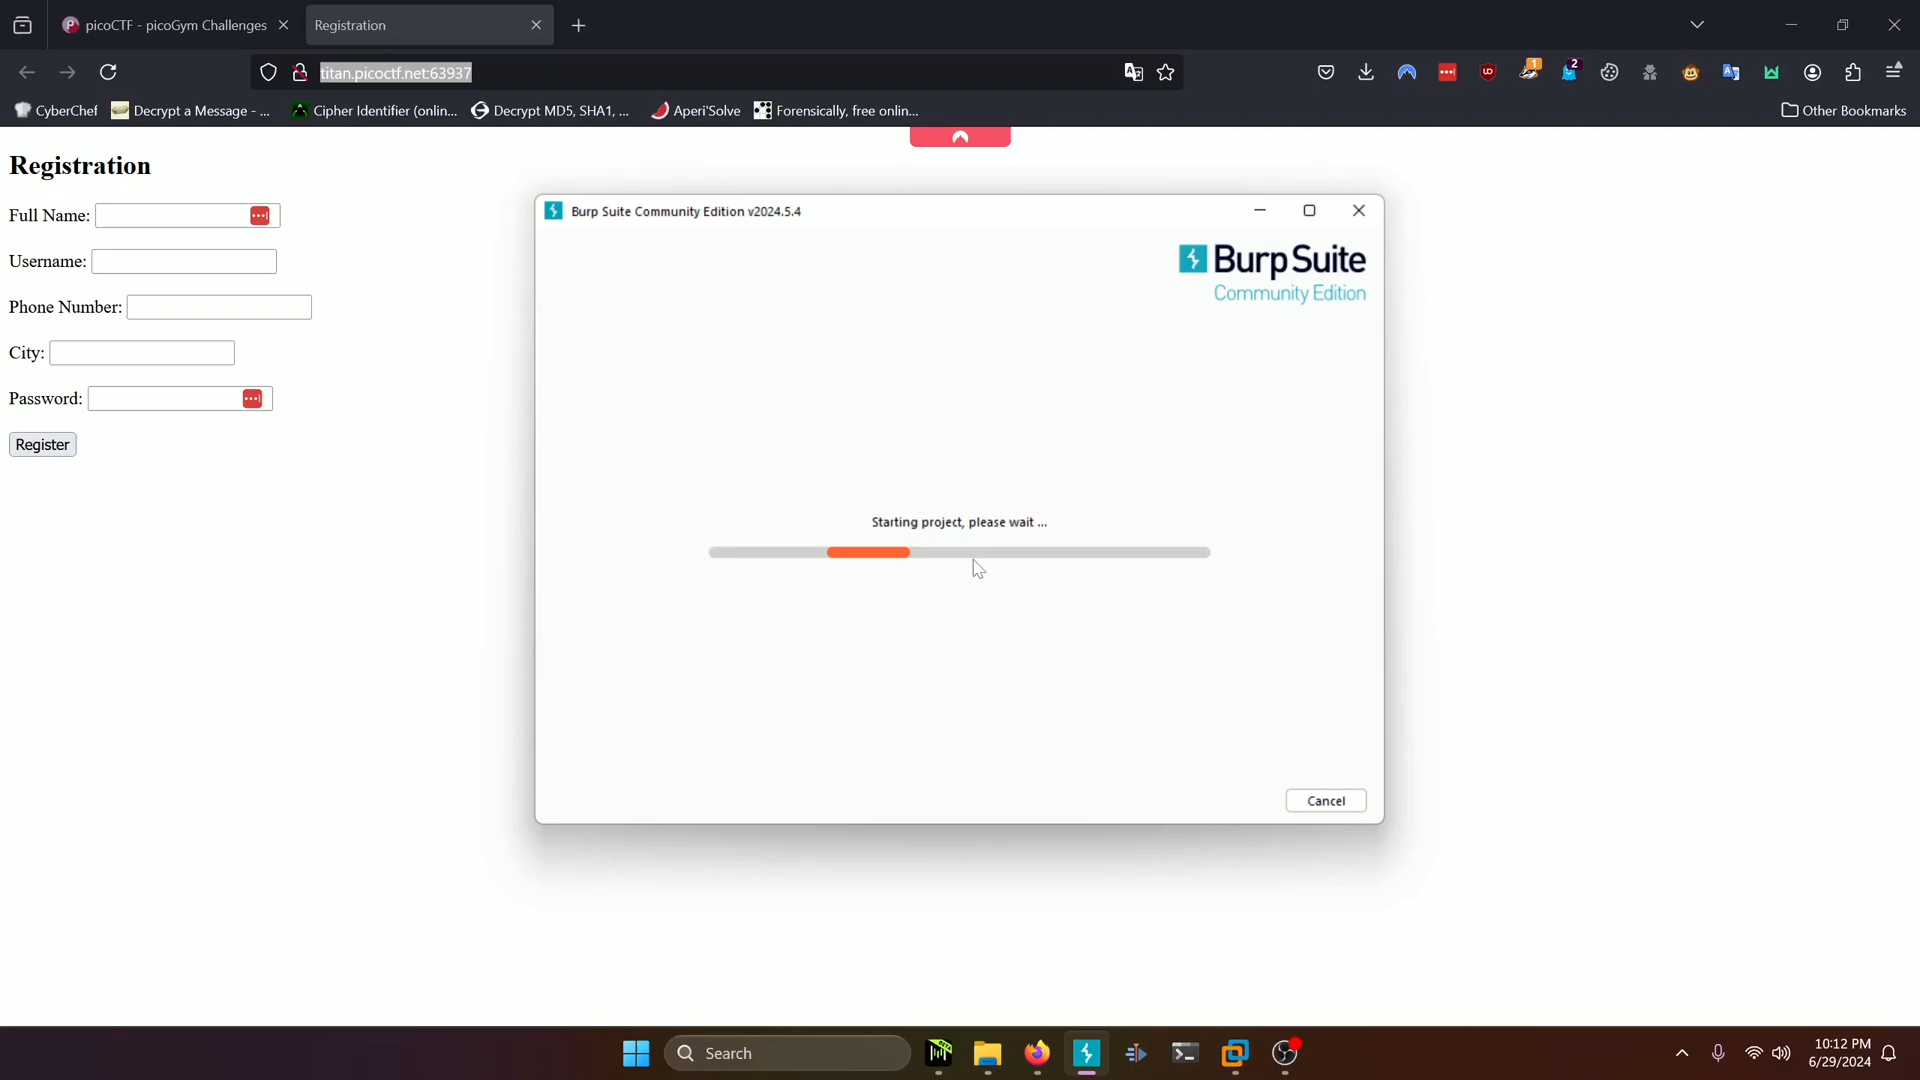 picoCTF - picoGym Challenges
Registration
titan.picoctf.net:63937
1
2
CyberChef
Decrypt a Message - ...
Cipher Identifier (onlin...
Decrypt MD5, SHA1, ...
Aperi'Solve
Forensically, free onlin...
Other Bookmarks
Registration
Full Name:
Username:
Phone Number:
City:
Password:
Register
Burp Suite Community Edition v2024.5.4
Burp Suite
Community Edition
Starting project, please wait ...
Cancel
Search
10:12 PM
6/29/2024